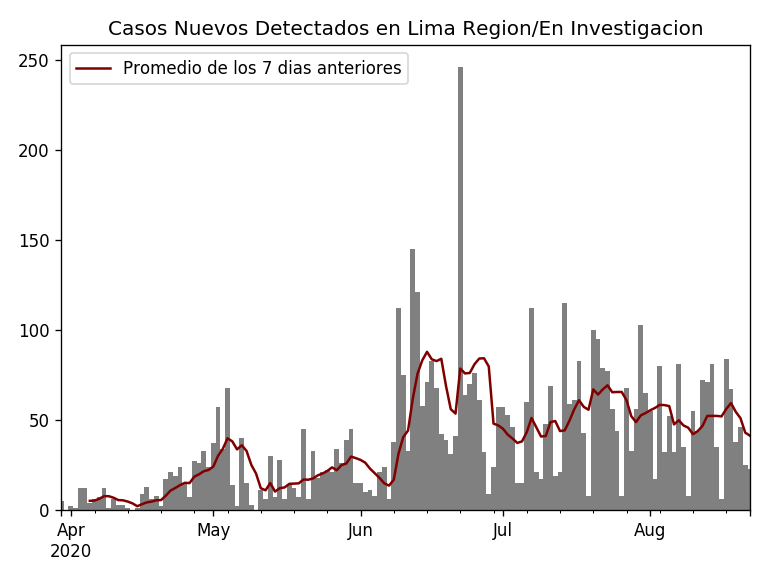 Casos Nuevos Detectados en Lima Region/En Investigacion
Promedio de los 7 dias anteriores
250
200
150
100
50
0
Apr May Jun Jul Aug
2020